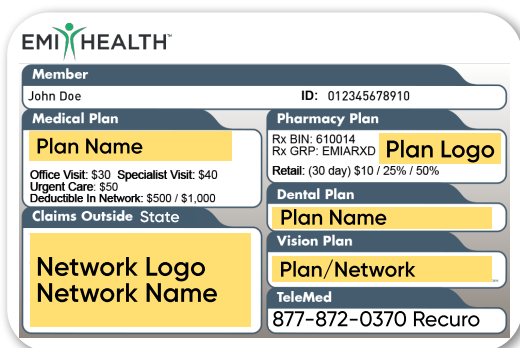 EMI HEALTH
Member
John Doe
ID: 012345678910
Medical Plan
Plan Name
Office Visit: $30 Specialist Visit: $40
Urgent Care: $50
Deductible In Network: $500 / $1,000
Claims Outside State
Network Logo
Network Name
Pharmacy Plan
Rx BIN: 610014
Rx GRP: EMIARXD
Plan Logo
Retail: (30 day) $10 / 25% / 50%
Dental Plan
Plan Name
Vision Plan
Plan/Network
TeleMed
877-872-0370 Recuro